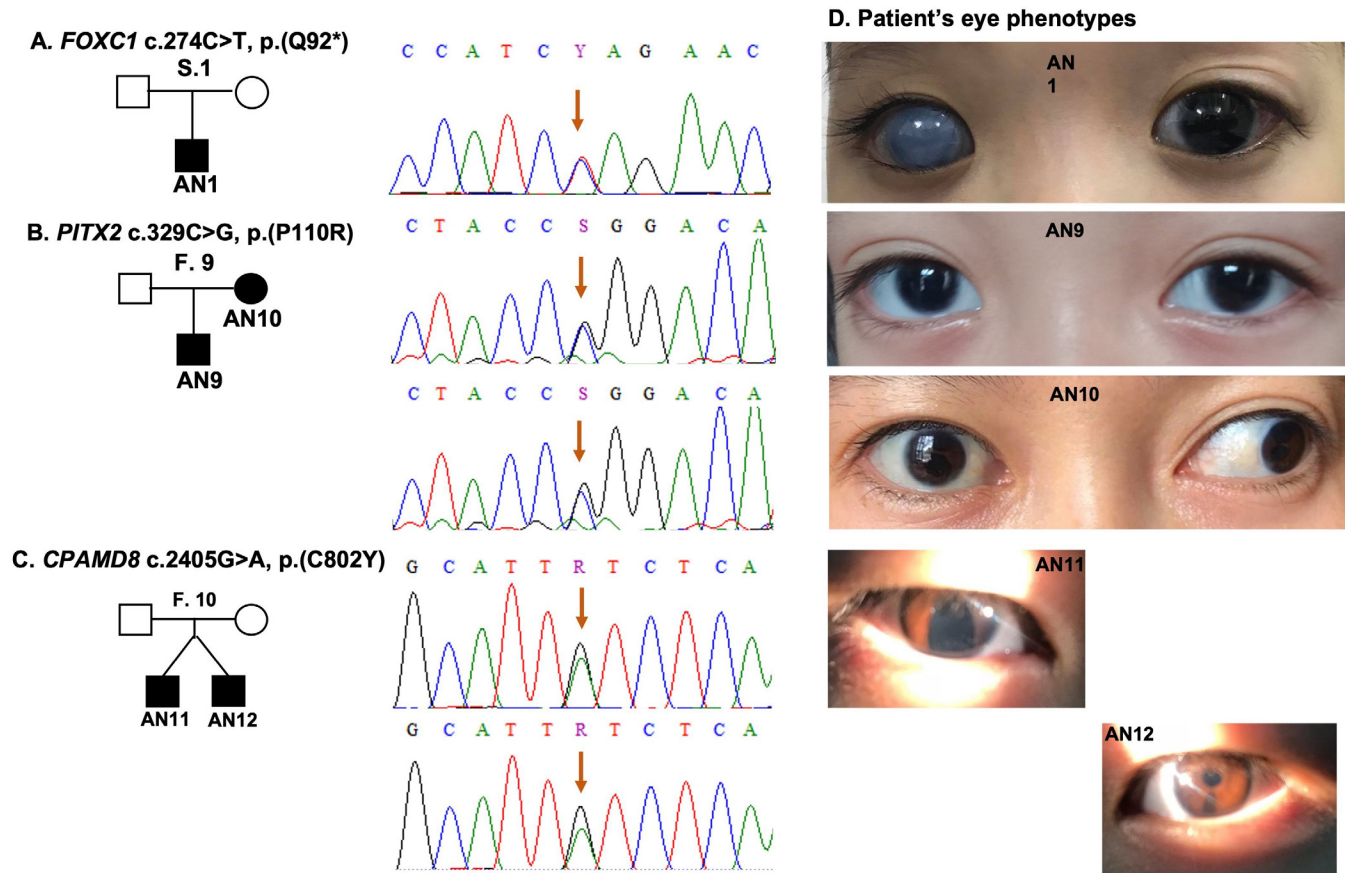 A. FOXC1 c.274C>T, p.(Q92*)
S.1
AN1
C C A T C Y A G A A C
B. PITX2 c.329C>G, p.(P110R)
F. 9
AN10
AN9
C T A C C S G G A C A
C T A C C S G G A C A
C. CPAMD8 c.2405G>A, p.(C802Y)
F. 10
AN11 AN12
G C A T T R T C T C A
G C A T T R T C T C A
D. Patient's eye phenotypes
AN
1
AN9
AN10
AN11
AN12